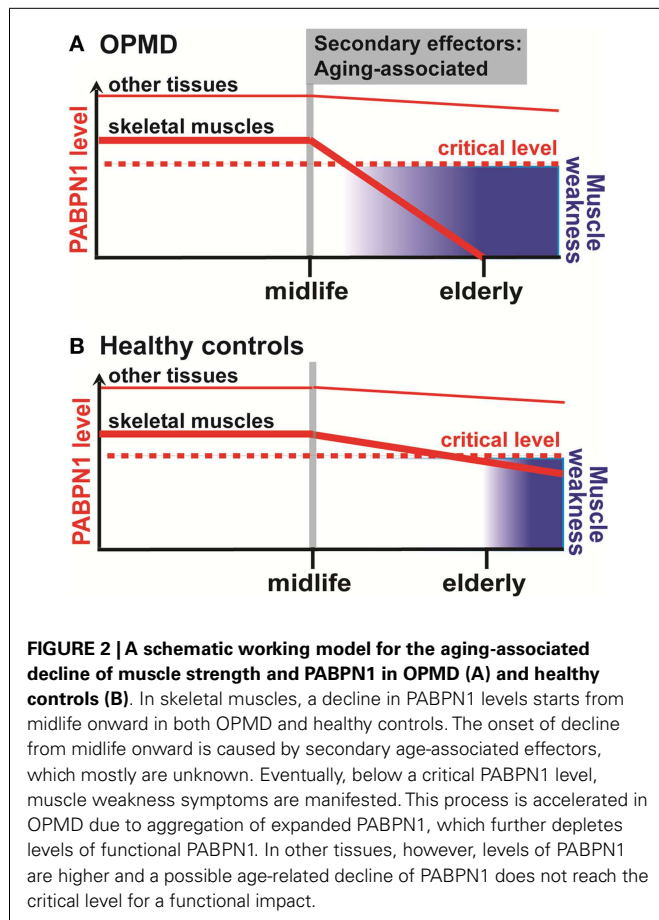 A OPMD
Secondary effectors:
Aging-associated
other tissues
skeletal muscles
critical level
PABPN1 level
Muscle
weakness
midlife
elderly
B Healthy controls
other tissues
skeletal muscles
critical level
PABPN1 level
Muscle
weakness
midlife
elderly
FIGURE 2 | A schematic working model for the aging-associated
decline of muscle strength and PABPN1 in OPMD (A) and healthy
controls (B). In skeletal muscles, a decline in PABPN1 levels starts from
midlife onward in both OPMD and healthy controls. The onset of decline
from midlife onward is caused by secondary age-associated effectors,
which mostly are unknown. Eventually, below a critical PABPN1 level,
muscle weakness symptoms are manifested. This process is accelerated in
OPMD due to aggregation of expanded PABPN1, which further depletes
levels of functional PABPN1. In other tissues, however, levels of PABPN1
are higher and a possible age-related decline of PABPN1 does not reach the
critical level for a functional impact.